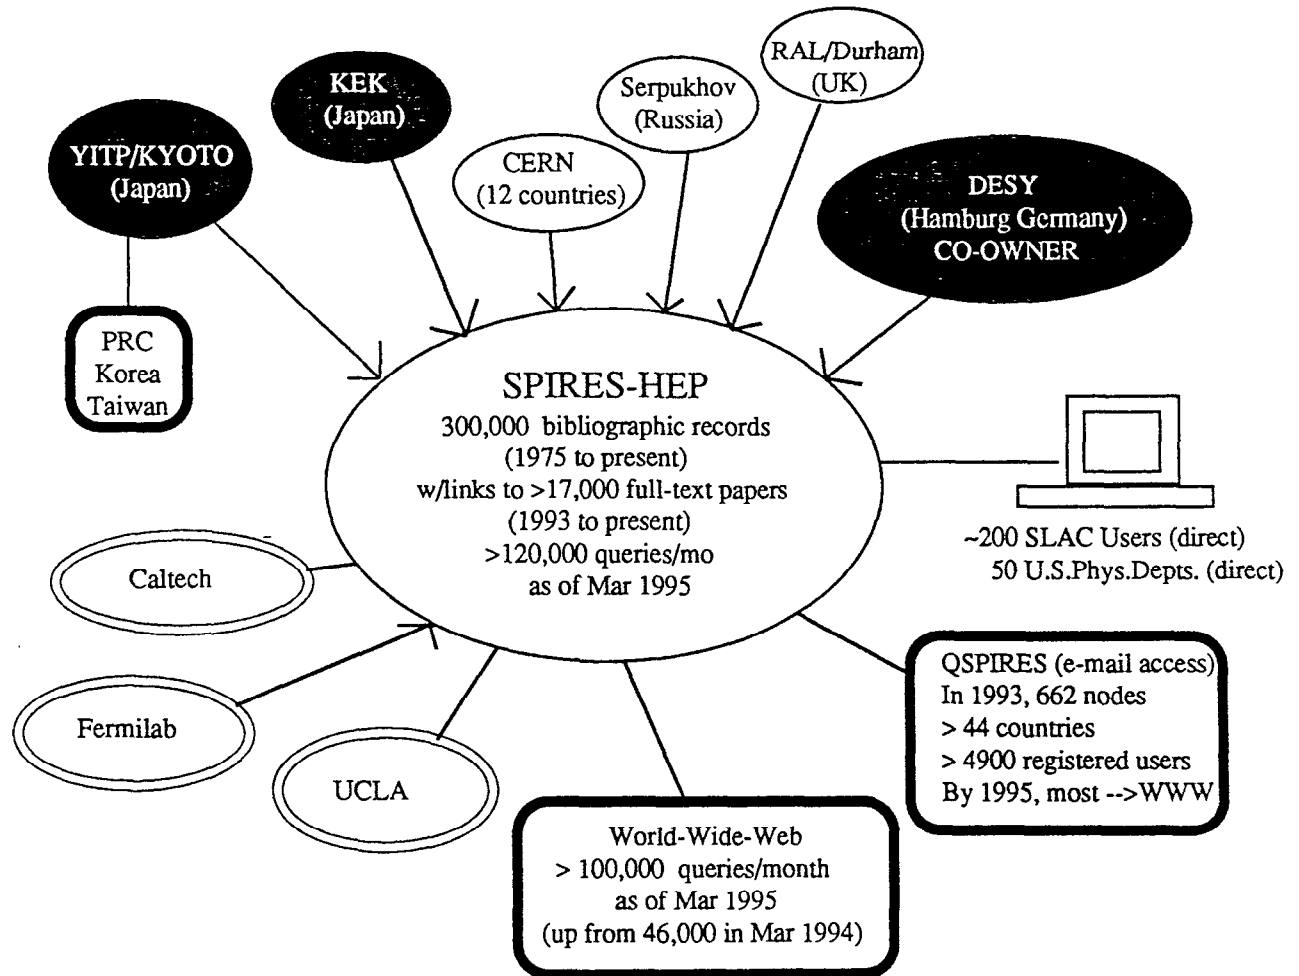 RAL/Durham
(UK)
Serpukhov
(Russia)
KEK
(Japan)
YITP/KYOTO
(Japan)
CERN
(12 countries)
DESY
(Hamburg Germany)
CO-OWNER
PRC
Korea
Taiwan
SPIRES-HEP
300,000 bibliographic records
(1975 to present)
w/links to >17,000 full-text papers
(1993 to present)
>120,000 queries/mo
as of Mar 1995
~200 SLAC Users (direct)
50 U.S.Phys.Depts. (direct)
Caltech
Fermilab
UCLA
QSPIRES (e-mail access)
In 1993, 662 nodes
> 44 countries
> 4900 registered users
By 1995, most -->WWW
World-Wide-Web
> 100,000 queries/month
as of Mar 1995
(up from 46,000 in Mar 1994)